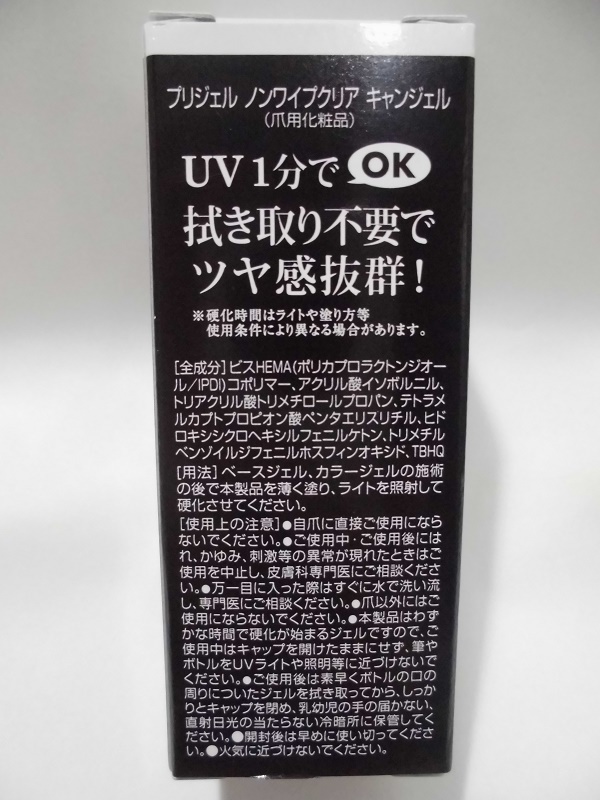 プリジェル ノンワイプクリア キャンジェル
(爪用化粧品)
UV1分でOK
拭き取り不要で
ツヤ感抜群!
※硬化時間はライトや塗り方等
使用条件により異なる場合があります。
[全成分]ビスHEMA(ポリカプロラクトンジオー
ル/IPDI)コポリマー、アクリル酸イソボルニル、
トリアクリル酸トリメチロールプロパン、テトラメ
ルカプトプロピオン酸ペンタエリスリチル、ヒド
ロキシシクロヘキシルフェニルケトン、トリメチル
ベンゾイルジフェニルホスフィンオキシド、TBHQ
[用法]ベースジェル、カラージェルの施術
の後で本製品を薄く塗り、ライトを照射して
硬化させてください。
[使用上の注意]●自爪に直接ご使用になら
ないでください。●ご使用中・ご使用後には
れ、かゆみ、刺激等の異常が現れたときはご
使用を中止し、皮膚科専門医にご相談くださ
い。●万一目に入った際はすぐに水で洗い流
し、専門医にご相談ください。●爪以外にはご
使用にならないでください。●本製品はわず
かな時間で硬化が始まるジェルですので、ご
使用中はキャップを開けたままにせず、筆や
ボトルをUVライトや照明等に近づけないで
ください。●ご使用後は素早くボトルの口の
周りについたジェルを拭き取ってから、しっか
りとキャップを閉め、乳幼児の手の届かない、
直射日光の当たらない冷暗所に保管してく
ださい。●開封後は早めに使い切ってくださ
い。●火気に近づけないでください。